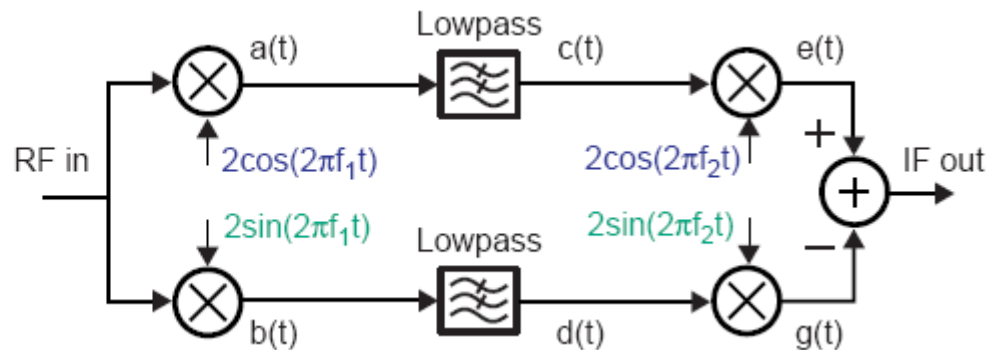 Lowpass
a(t) c(t) e(t)
+
RF in 2cos(2πf₁t) 2cos(2πf₂t) + IF out
2sin(2πf₁t) Lowpass 2sin(2πf₂t)
−
b(t) d(t) g(t)